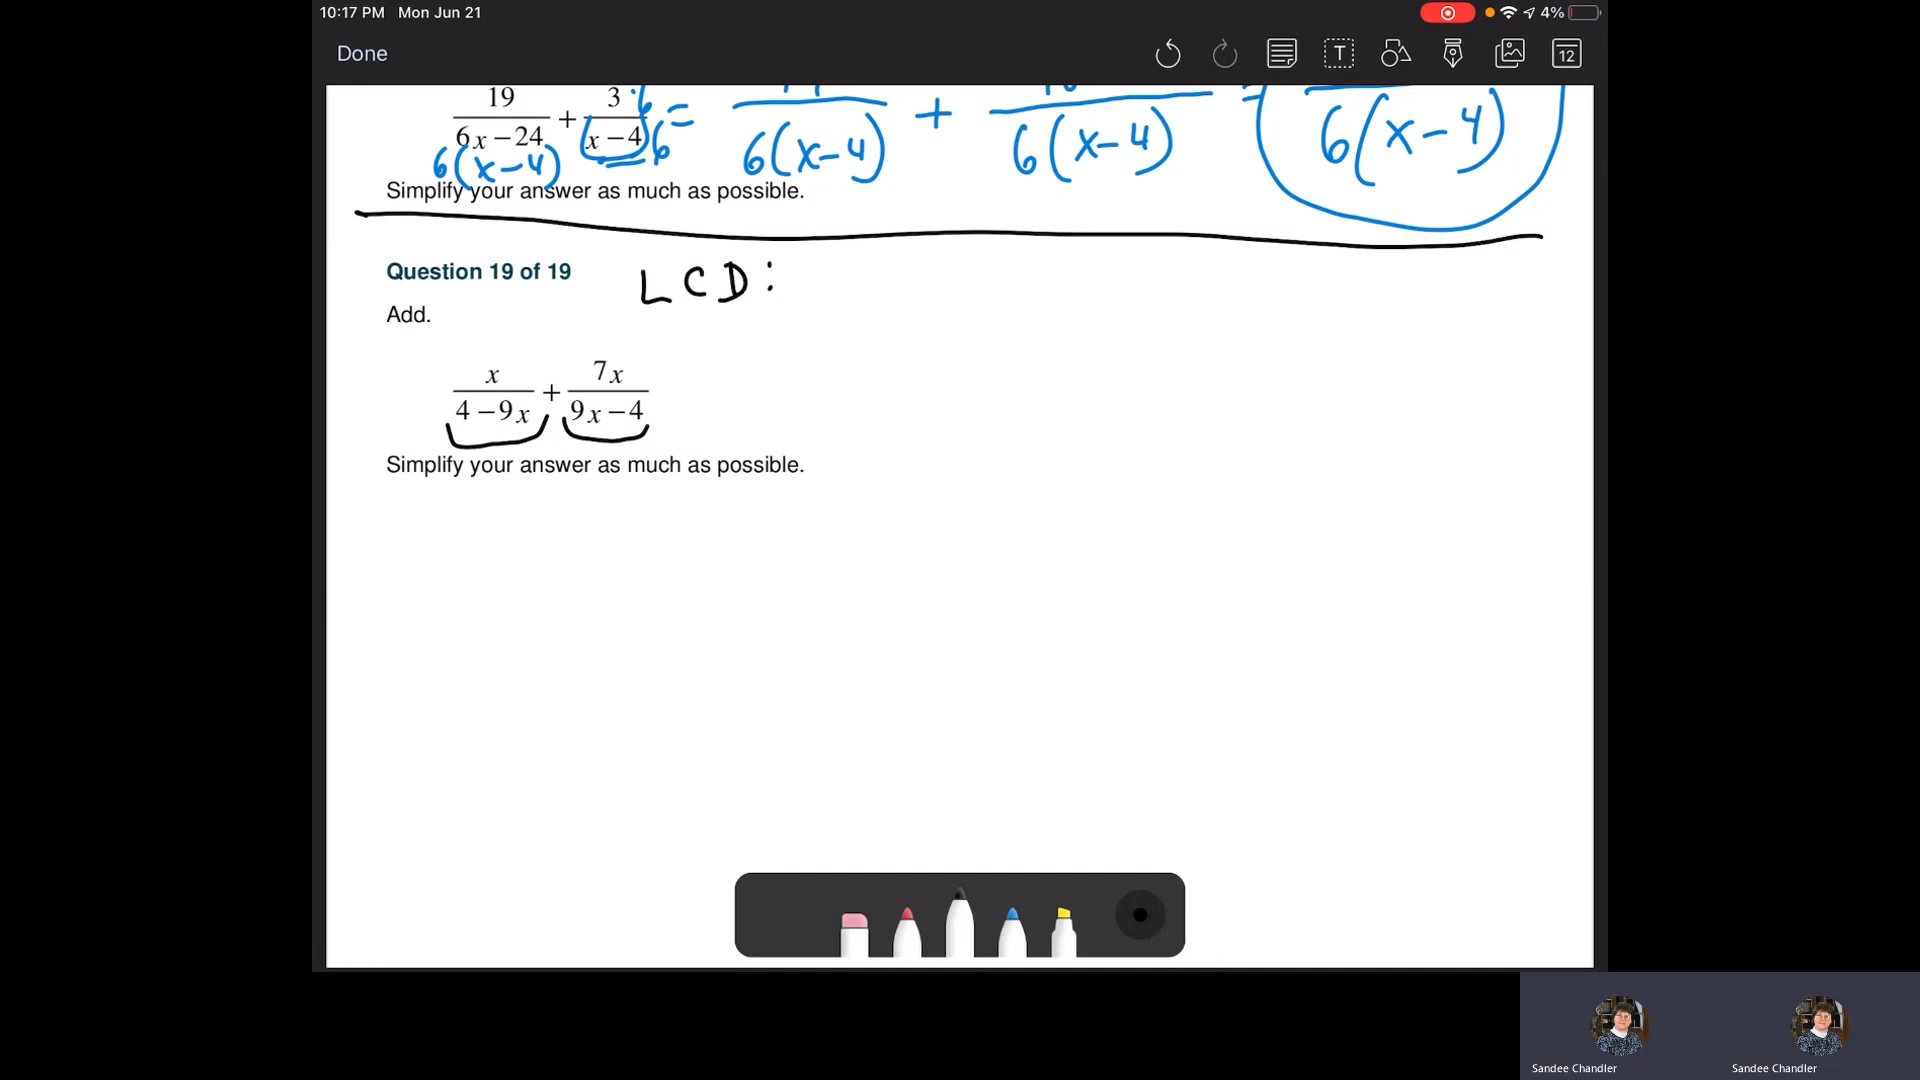 10:17 PM Mon Jun 21 4%
Done T 12
19/(6x−24) + 3·6/(x−4)6 = /6(x−4) + /6(x−4) = /6(x−4)
6(x−4)
Simplify your answer as much as possible.
Question 19 of 19 LCD:
Add.
x/(4−9x) + 7x/(9x−4)
Simplify your answer as much as possible.
Sandee Chandler Sandee Chandler